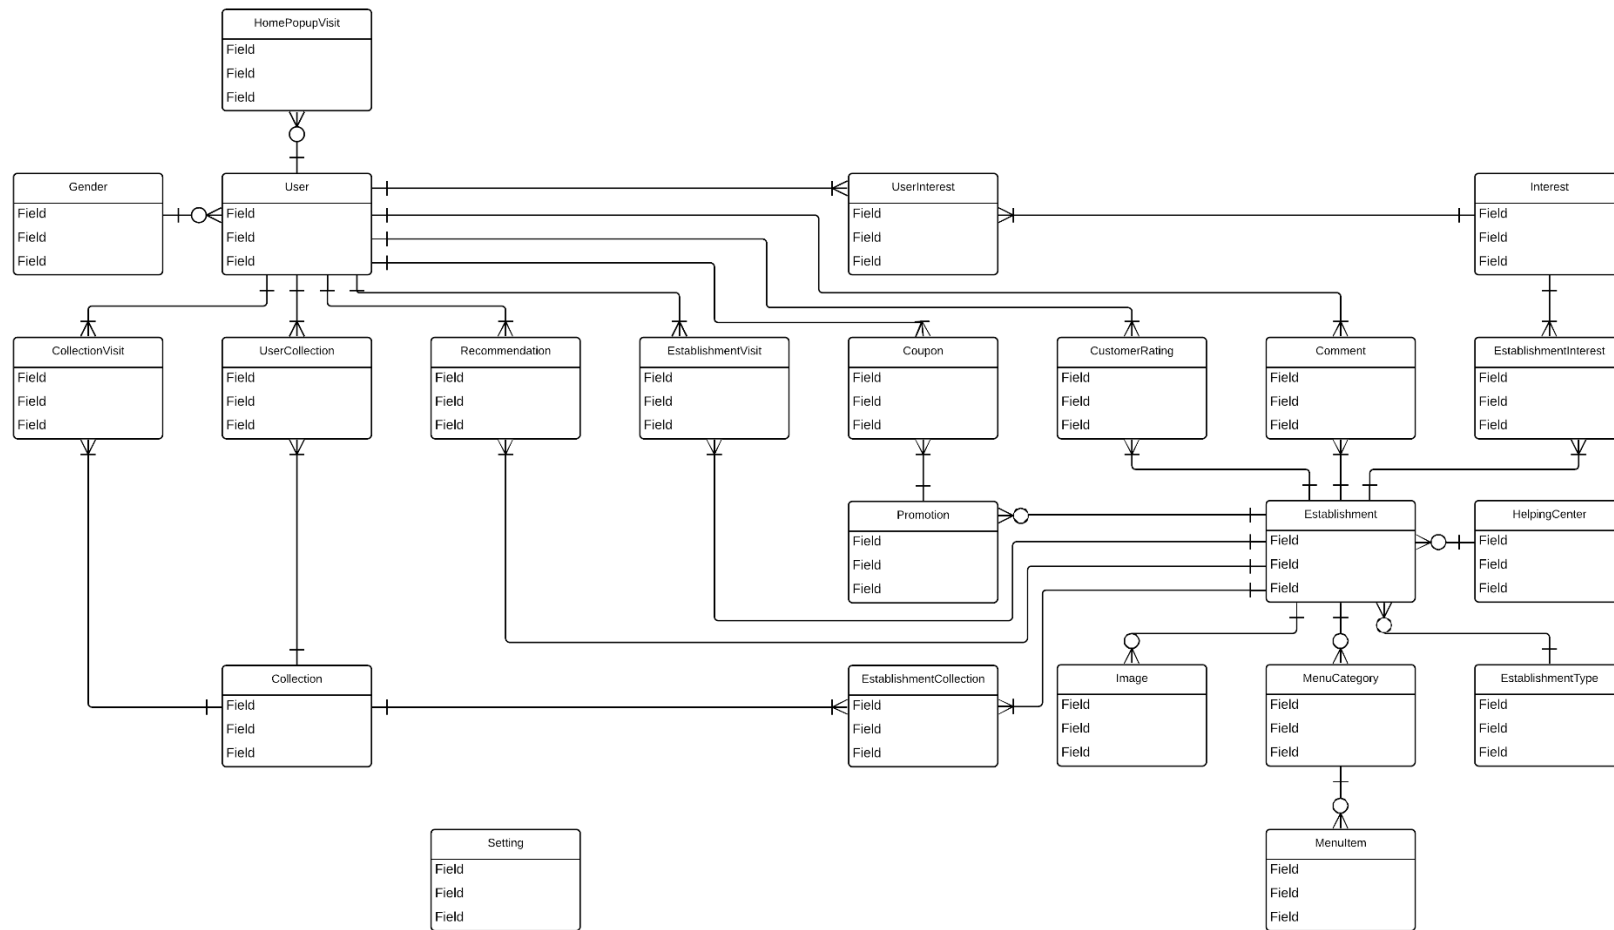 HomePopupVisit
Field
Field
Field
Gender
Field
Field
Field
User
Field
Field
Field
UserInterest
Field
Field
Field
Interest
Field
Field
Field
CollectionVisit
Field
Field
Field
UserCollection
Field
Field
Field
Recommendation
Field
Field
Field
EstablishmentVisit
Field
Field
Field
Coupon
Field
Field
Field
CustomerRating
Field
Field
Field
Comment
Field
Field
Field
EstablishmentInterest
Field
Field
Field
Promotion
Field
Field
Field
Establishment
Field
Field
Field
HelpingCenter
Field
Field
Field
Collection
Field
Field
Field
EstablishmentCollection
Field
Field
Field
Image
Field
Field
Field
MenuCategory
Field
Field
Field
EstablishmentType
Field
Field
Field
Setting
Field
Field
Field
MenuItem
Field
Field
Field